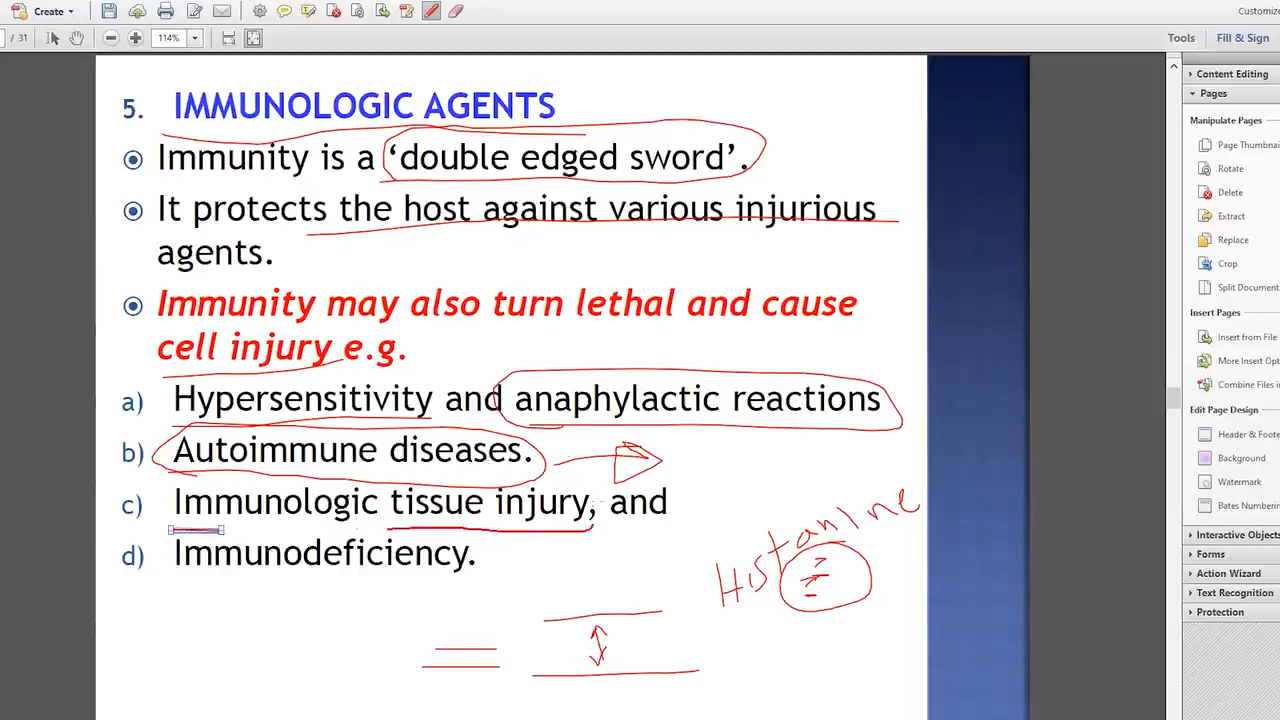 Create
Customize
/ 31
114%
Tools
Fill & Sign
5. IMMUNOLOGIC AGENTS
Immunity is a ‘double edged sword’.
It protects the host against various injurious
agents.
Immunity may also turn lethal and cause
cell injury e.g.
a) Hypersensitivity and anaphylactic reactions
b) Autoimmune diseases.
c) Immunologic tissue injury, and
d) Immunodeficiency.
Histamine
Content Editing
Pages
Manipulate Pages
Page Thumbnai
Rotate
Delete
Extract
Replace
Crop
Split Document
Insert Pages
Insert from File
More Insert Opt
Combine Files in
Edit Page Design
Header & Foote
Background
Watermark
Bates Numbering
Interactive Objects
Forms
Action Wizard
Text Recognition
Protection